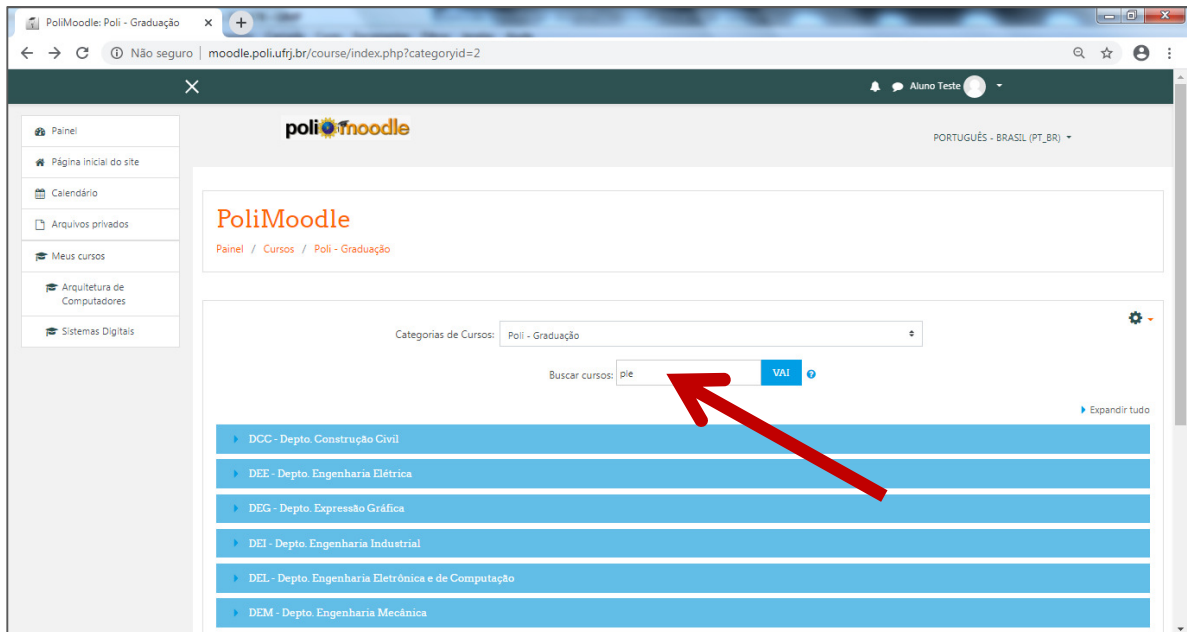 PoliMoodle: Poli - Graduação
Não seguro | moodle.poli.ufrj.br/course/index.php?categoryid=2
Aluno Teste
Painel
Página inicial do site
Calendário
Arquivos privados
Meus cursos
Arquitetura de
Computadores
Sistemas Digitais
poli moodle
PORTUGUÊS - BRASIL (PT_BR)
PoliMoodle
Painel / Cursos / Poli - Graduação
Categorias de Cursos: Poli - Graduação
Buscar cursos: ple VAI
Expandir tudo
DCC - Depto. Construção Civil
DEE - Depto. Engenharia Elétrica
DEG - Depto. Expressão Gráfica
DEI - Depto. Engenharia Industrial
DEL - Depto. Engenharia Eletrônica e de Computação
DEM - Depto. Engenharia Mecânica